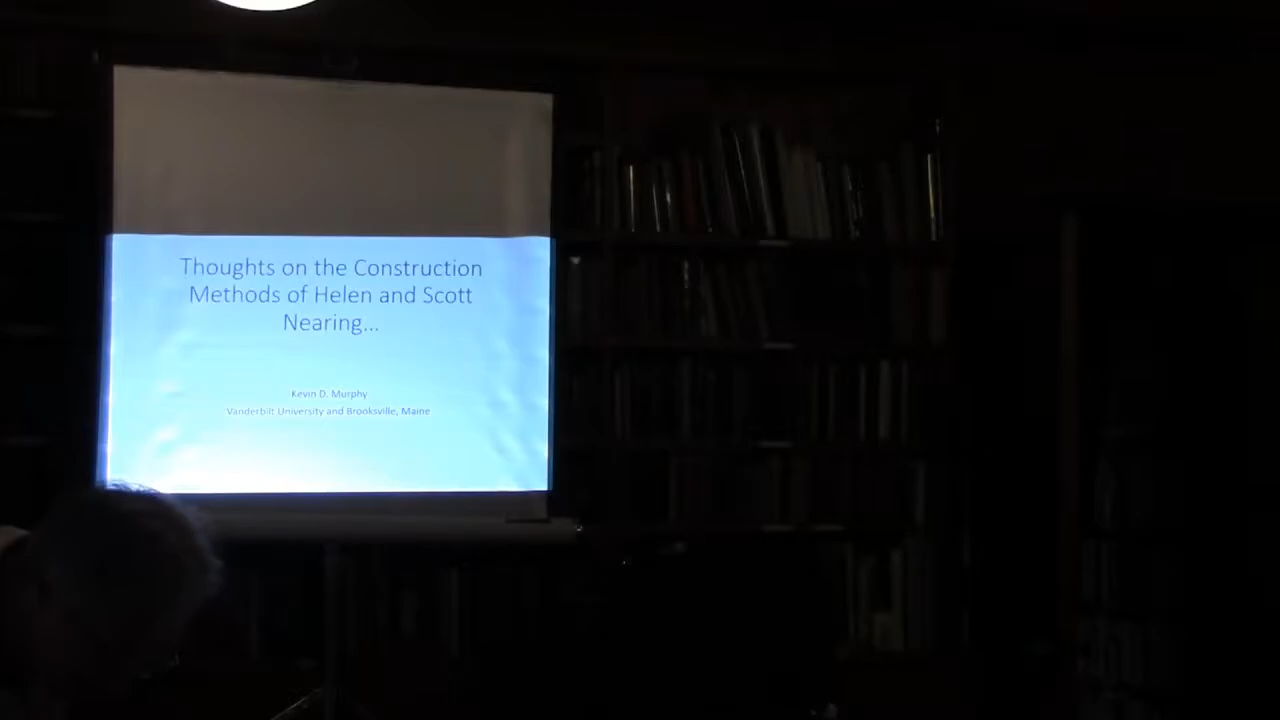 Thoughts on the Construction
Methods of Helen and Scott
Nearing...
Kevin D. Murphy
Vanderbilt University and Brooksville, Maine